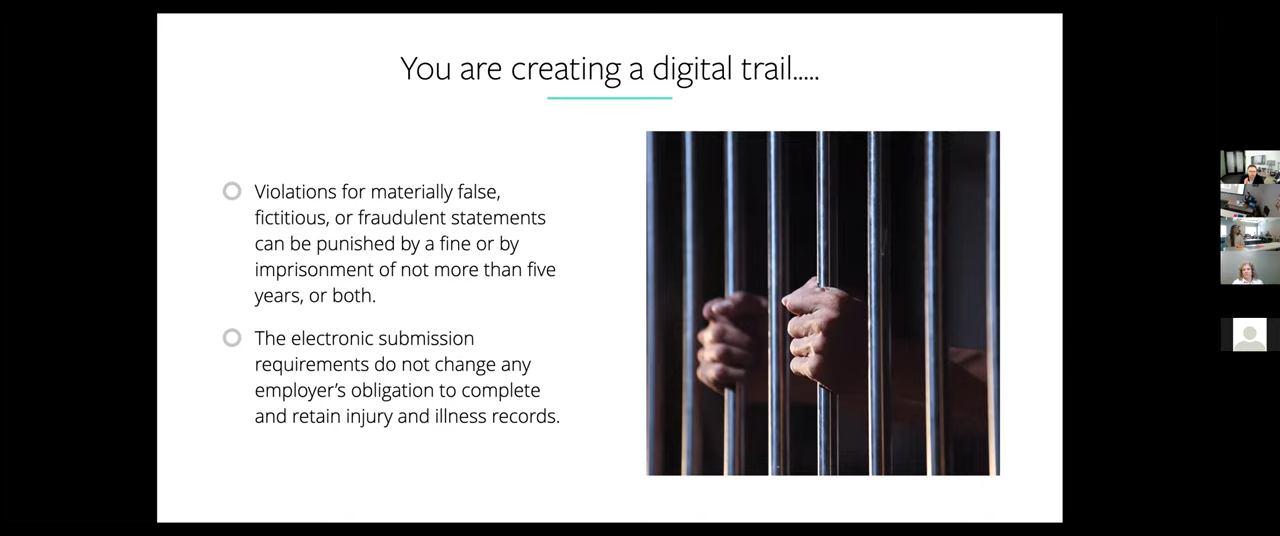 You are creating a digital trail.....
Violations for materially false,
fictitious, or fraudulent statements
can be punished by a fine or by
imprisonment of not more than five
years, or both.
The electronic submission
requirements do not change any
employer’s obligation to complete
and retain injury and illness records.